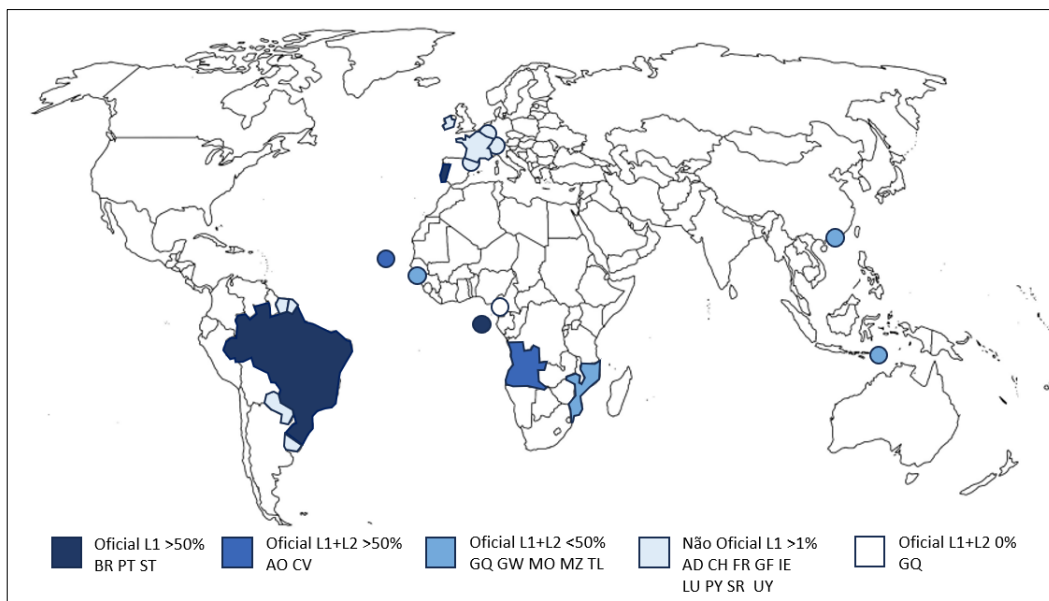 Oficial L1 >50%
BR PT ST
Oficial L1+L2 >50%
AO CV
Oficial L1+L2 <50%
GQ GW MO MZ TL
Não Oficial L1 >1%
AD CH FR GF IE
LU PY SR UY
Oficial L1+L2 0%
GQ